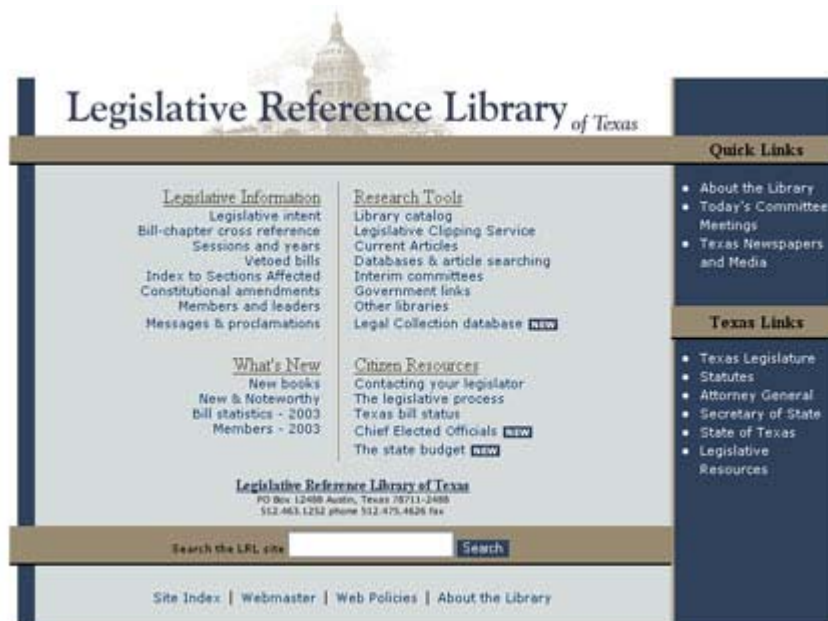 Legislative Reference Library of Texas
Legislative Information
Legislative intent
Bill-chapter cross reference
Sessions and years
Vetoed bills
Index to Sections Affected
Constitutional amendments
Members and leaders
Messages & proclamations
Research Tools
Library catalog
Legislative Clipping Service
Current Articles
Databases & article searching
Interim committees
Government links
Other libraries
Legal Collection database NEW
What's New
New books
New & Noteworthy
Bill statistics - 2003
Members - 2003
Citizen Resources
Contacting your legislator
The legislative process
Texas bill status
Chief Elected Officials NEW
The state budget NEW
Legislative Reference Library of Texas
PO Box 12488 Austin, Texas 78711-2488
512.463.1252 phone 512.475.4626 fax
Search the LRL site Search
Site Index | Webmaster | Web Policies | About the Library
Quick Links
• About the Library
• Today's Committee
Meetings
• Texas Newspapers
and Media
Texas Links
• Texas Legislature
• Statutes
• Attorney General
• Secretary of State
• State of Texas
• Legislative
Resources